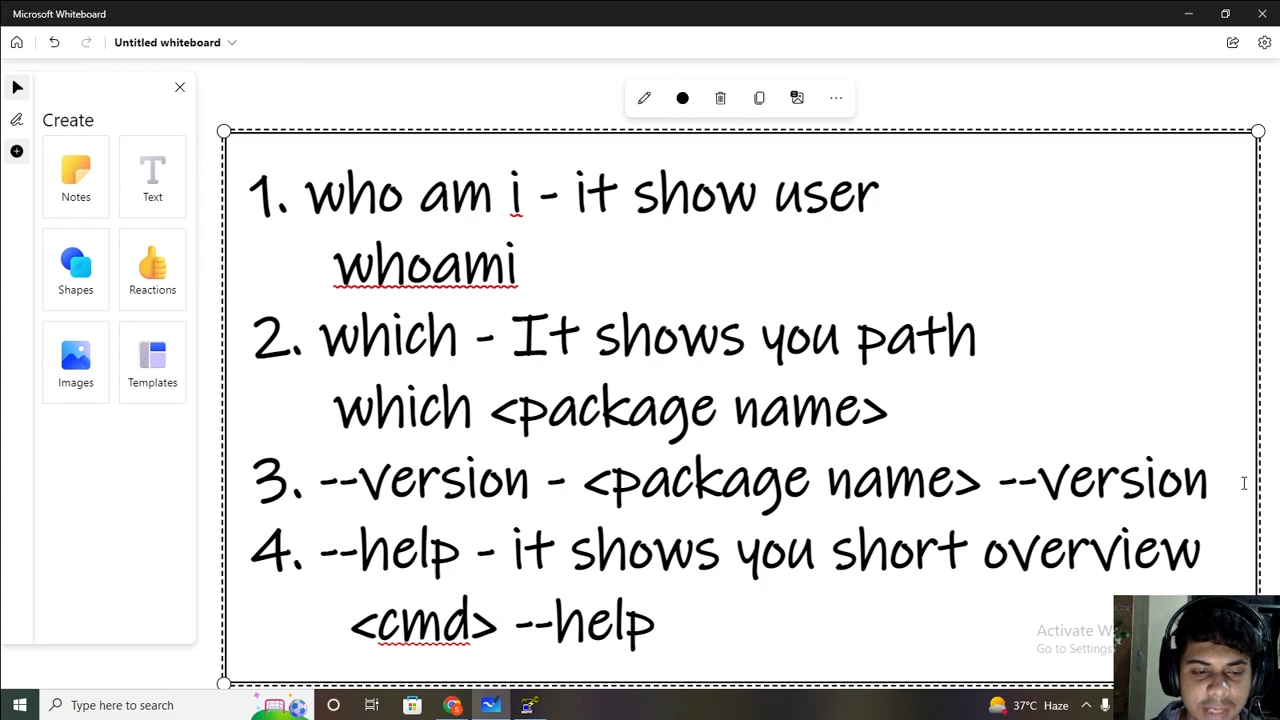 Microsoft Whiteboard
Untitled whiteboard
Create
Notes
Text
Shapes
Reactions
Images
Templates
1. who am i - it show user
whoami
2. which - It shows you path
which <package name>
3. --version - <package name> --version
4. --help - it shows you short overview
<cmd> --help
Activate W
Go to Settings
Type here to search
37°C Haze